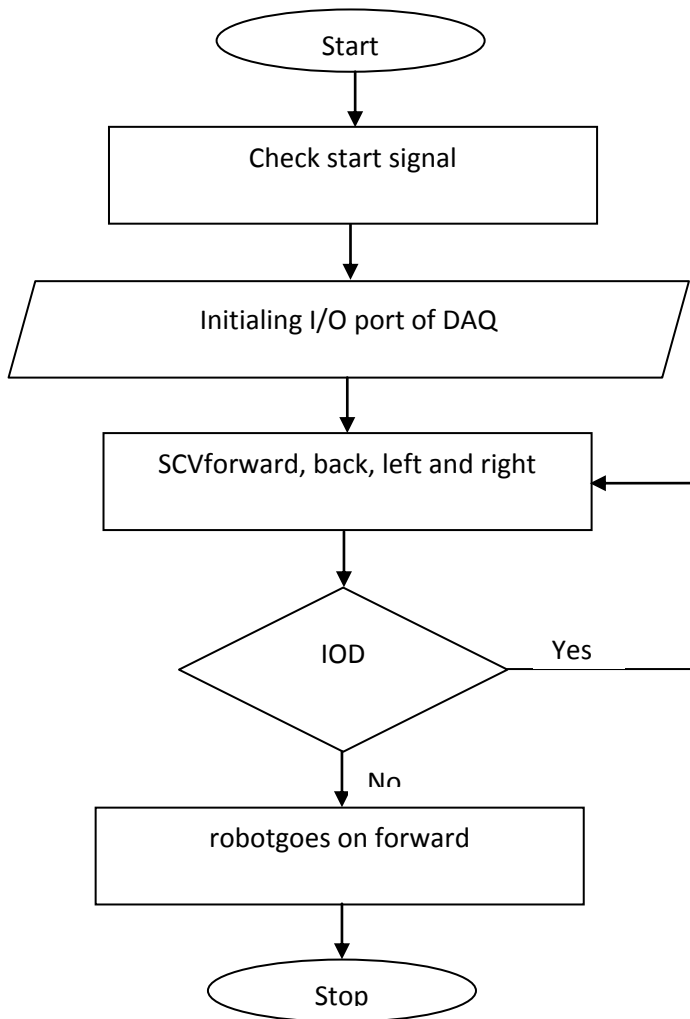 Start
Check start signal
Initialing I/O port of DAQ
SCVforward, back, left and right
IOD
Yes
No
robotgoes on forward
Stop